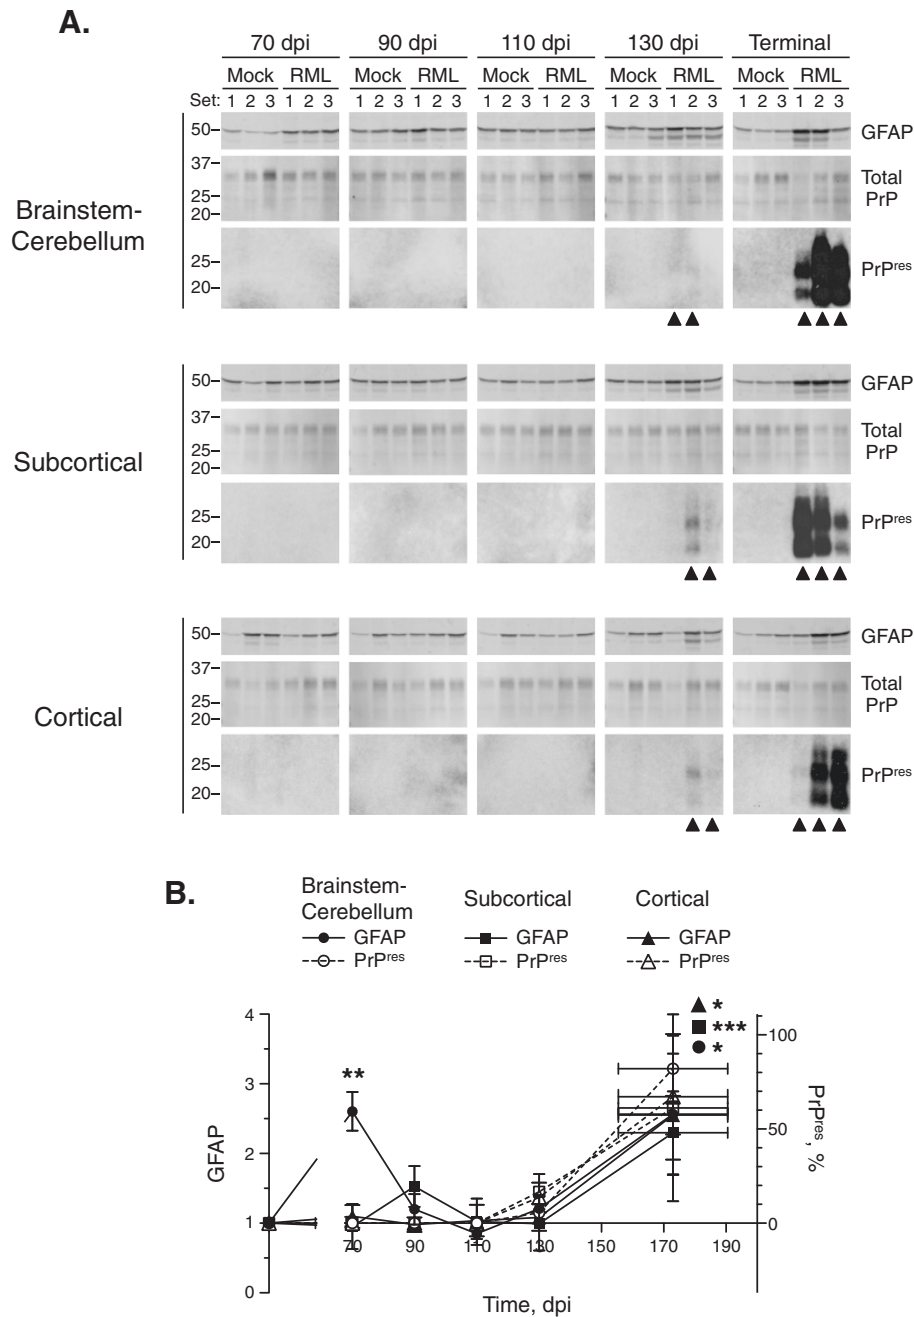 A.
70 dpi 90 dpi 110 dpi 130 dpi Terminal
Mock RML Mock RML Mock RML Mock RML Mock RML
Set: 1 2 3 1 2 3 1 2 3 1 2 3 1 2 3 1 2 3 1 2 3 1 2 3 1 2 3 1 2 3
Brainstem-
Cerebellum
50
GFAP
37
25
20
Total
PrP
25
20
PrPres
Subcortical
50
GFAP
37
25
20
Total
PrP
25
20
PrPres
Cortical
50
GFAP
37
25
20
Total
PrP
25
20
PrPres
B.
Brainstem-
Cerebellum
GFAP
PrPres
Subcortical
GFAP
PrPres
Cortical
GFAP
PrPres
GFAP
4
3
2
1
0
**
*
***
*
100
50
0
PrPres, %
70 90 110 130 150 170 190
Time, dpi